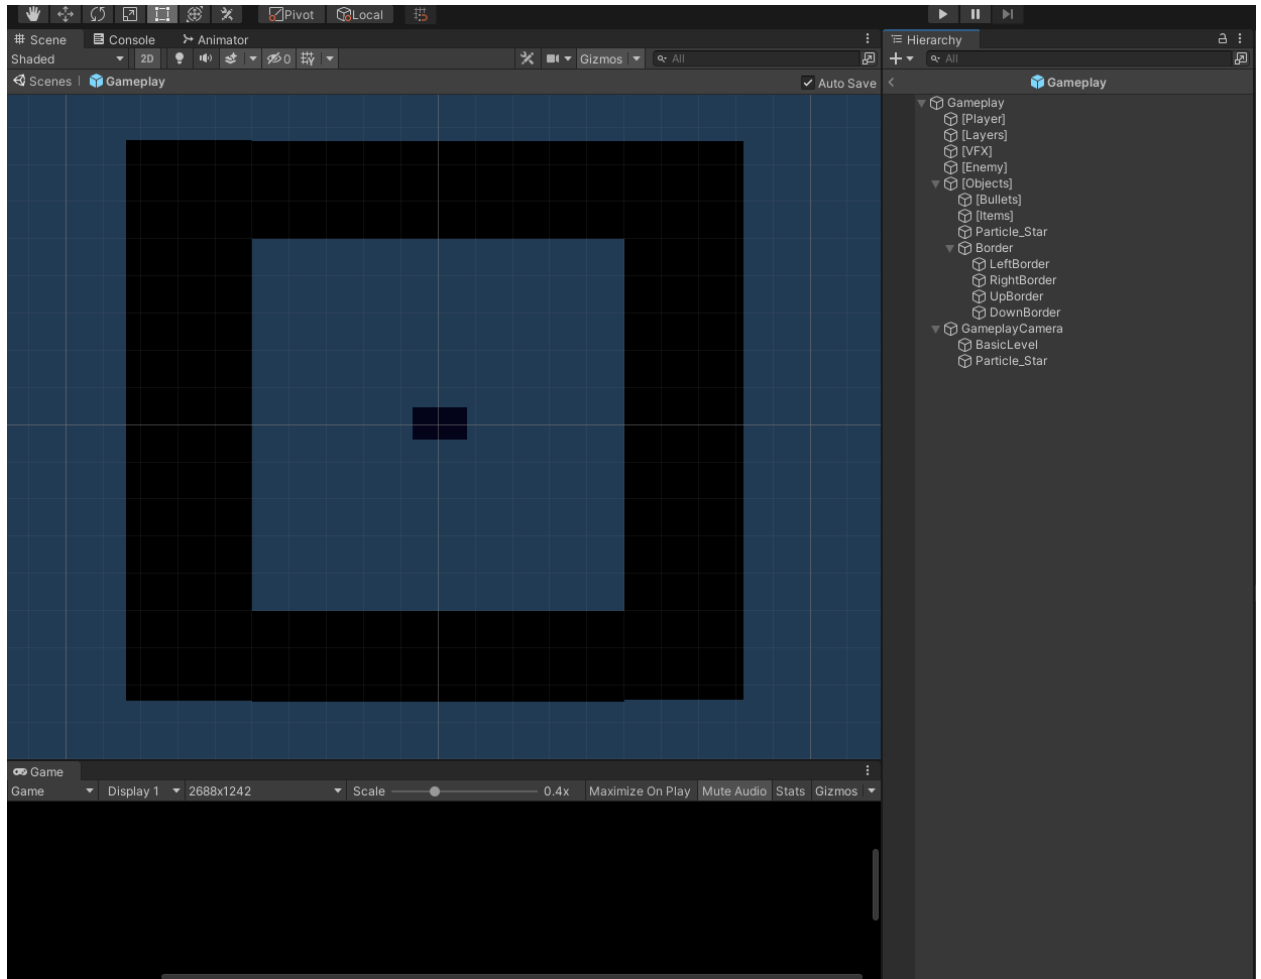 Pivot Local
# Scene Console Animator
Shaded 2D 0 Gizmos All
Scenes | Gameplay Auto Save
Game
Game Display 1 2688x1242 Scale 0.4x Maximize On Play Mute Audio Stats Gizmos
Hierarchy
All
Gameplay
Gameplay
[Player]
[Layers]
[VFX]
[Enemy]
[Objects]
[Bullets]
[Items]
Particle_Star
Border
LeftBorder
RightBorder
UpBorder
DownBorder
GameplayCamera
BasicLevel
Particle_Star